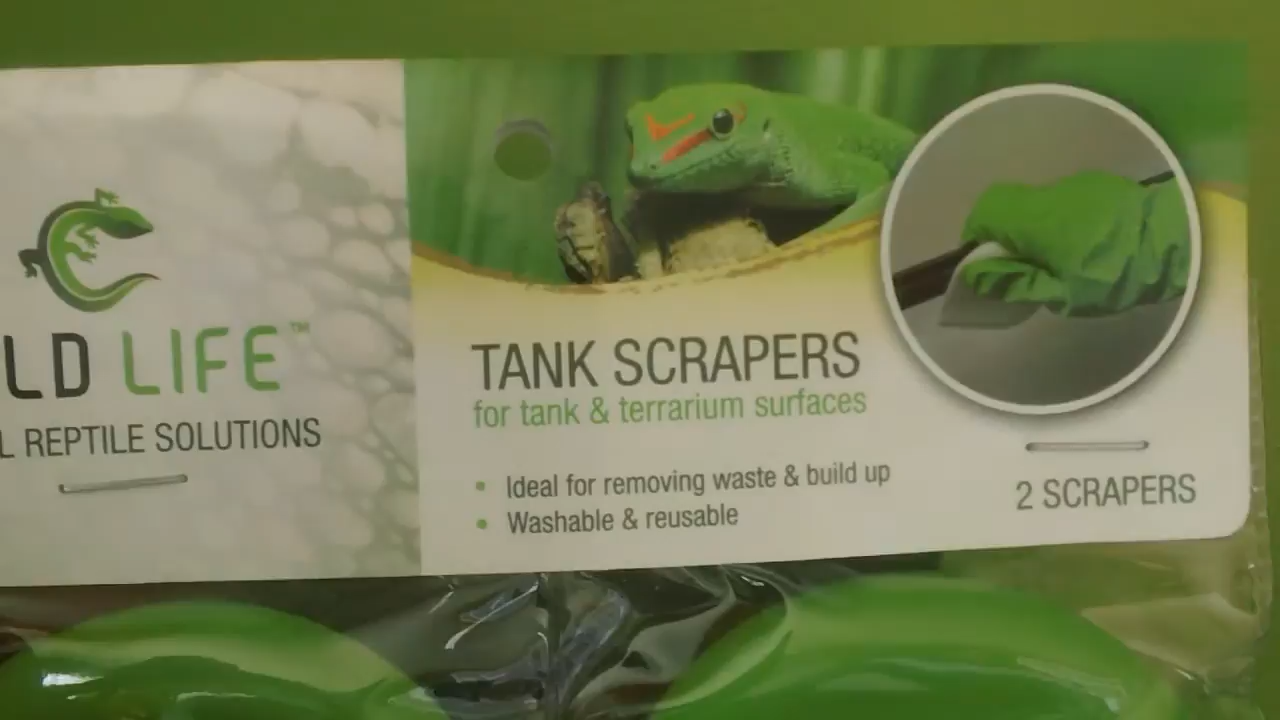 LD LIFE™
L REPTILE SOLUTIONS
TANK SCRAPERS
for tank & terrarium surfaces
• Ideal for removing waste & build up
• Washable & reusable
2 SCRAPERS